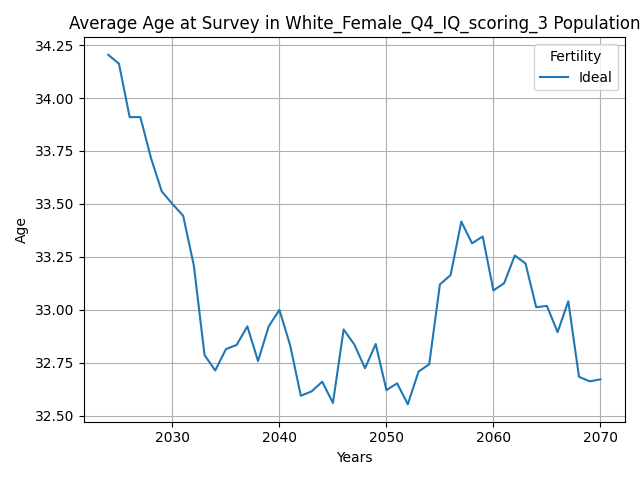 Average Age at Survey in White_Female_Q4_IQ_scoring_3 Population
34.25
34.00
33.75
33.50
33.25
33.00
32.75
32.50
Age
Fertility
Ideal
2030 2040 2050 2060 2070
Years